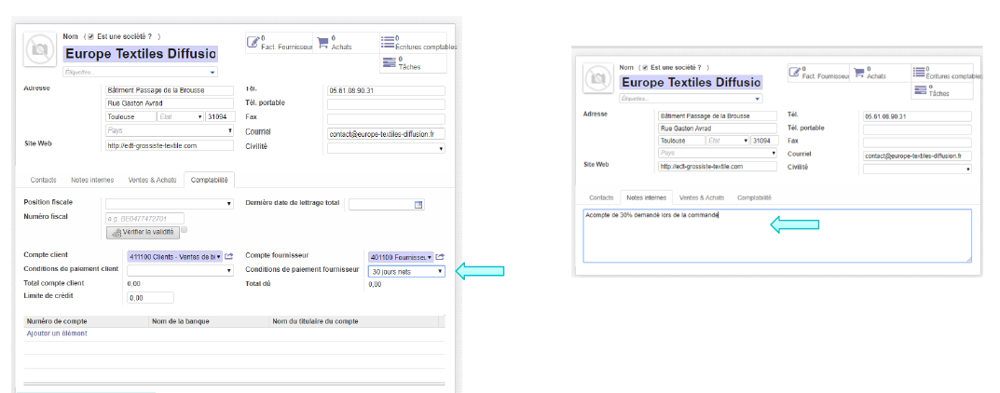 Nom ( Est une société ? )
Europe Textiles Diffusio
Étiquettes...
0 Fact. Fournisseur
0 Achats
0 Écritures comptables
0 Tâches
Adresse
Bâtiment Passage de la Brousse
Rue Gaston Avrad
Toulouse État 31094
Pays
Site Web http://edt-grossiste-textile.com
Tél. 05.61.08.90.31
Tél. portable
Fax
Courriel contact@europe-textiles-diffusion.fr
Civilité
Contacts Notes internes Ventes & Achats Comptabilité
Position fiscale
Numéro fiscal e.g. BE0477472701
Vérifier la validité
Dernière date de lettrage total
Compte client 411100 Clients - Ventes de bi
Conditions de paiement client
Total compte client 0,00
Limite de crédit 0,00
Compte fournisseur 401100 Fournisseu
Conditions de paiement fournisseur 30 jours nets
Total dû 0,00
Numéro de compte Nom de la banque Nom du titulaire du compte
Ajouter un élément
Nom ( Est une société ? )
Europe Textiles Diffusio
Étiquettes...
0 Fact. Fournisseu
0 Achats
0 Écritures comptables
0 Tâches
Adresse
Bâtiment Passage de la Brousse
Rue Gaston Avrad
Toulouse État 31094
Pays
Site Web http://edt-grossiste-textile.com
Tél. 05.61.08.90.31
Tél. portable
Fax
Courriel contact@europe-textiles-diffusion.fr
Civilité
Contacts Notes internes Ventes & Achats Comptabilité
Acompte de 30% demandé lors de la commande